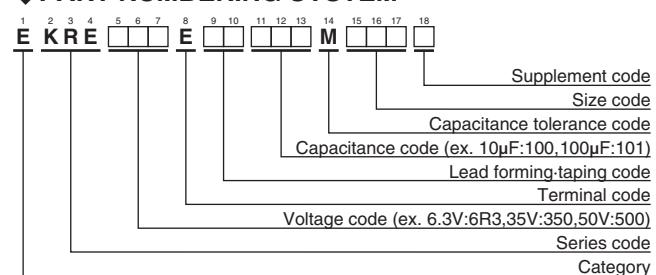 ◆PART NUMBERING SYSTEM
1 2 3 4 5 6 7 8 9 10 11 12 13 14 15 16 17 18
E KRE □□□ E □□ □□□ M □□□ □
Supplement code
Size code
Capacitance tolerance code
Capacitance code (ex. 10μF:100,100μF:101)
Lead forming·taping code
Terminal code
Voltage code (ex. 6.3V:6R3,35V:350,50V:500)
Series code
Category